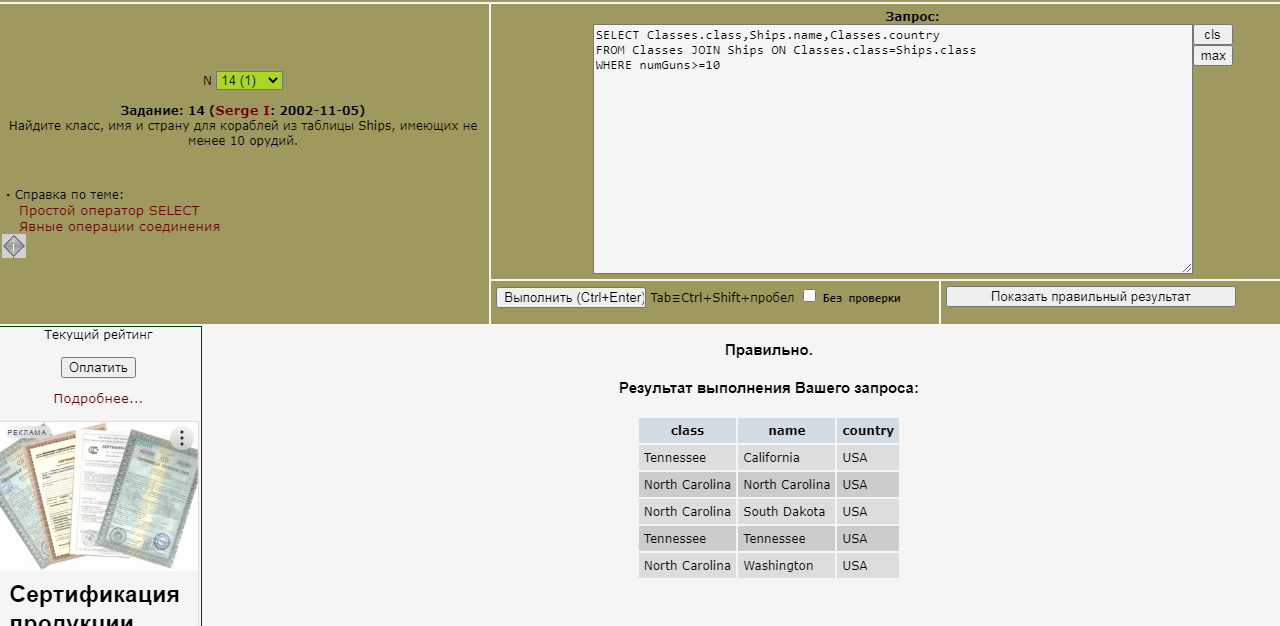 N 14 (1)
Задание: 14 (Serge I: 2002-11-05)
Найдите класс, имя и страну для кораблей из таблицы Ships, имеющих не
менее 10 орудий.
· Справка по теме:
Простой оператор SELECT
Явные операции соединения
Запрос:
SELECT Classes.class,Ships.name,Classes.country
FROM Classes JOIN Ships ON Classes.class=Ships.class
WHERE numGuns>=10
cls
max
Выполнить (Ctrl+Enter) Tab≡Ctrl+Shift+пробел Без проверки
Показать правильный результат
Текущий рейтинг
Оплатить
Подробнее...
РЕКЛАМА
Сертификация
продукции
Правильно.
Результат выполнения Вашего запроса:
class name country
Tennessee California USA
North Carolina North Carolina USA
North Carolina South Dakota USA
Tennessee Tennessee USA
North Carolina Washington USA